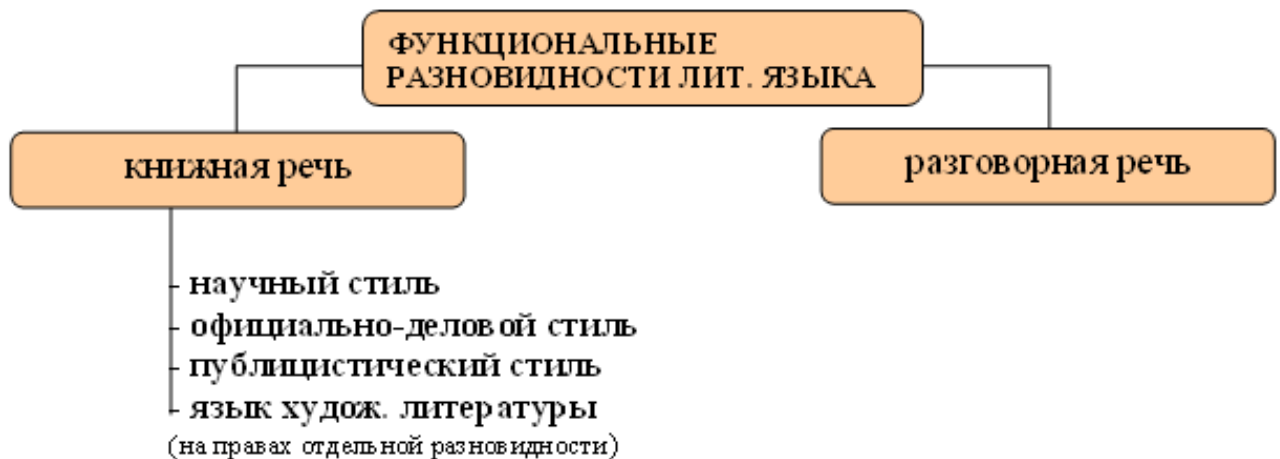 ФУНКЦИОНАЛЬНЫЕ
РАЗНОВИДНОСТИ ЛИТ. ЯЗЫКА
книжная речь
разговорная речь
- научный стиль
- официально-деловой стиль
- публицистический стиль
- язык худож. литературы
(на правах отдельной разновидности)